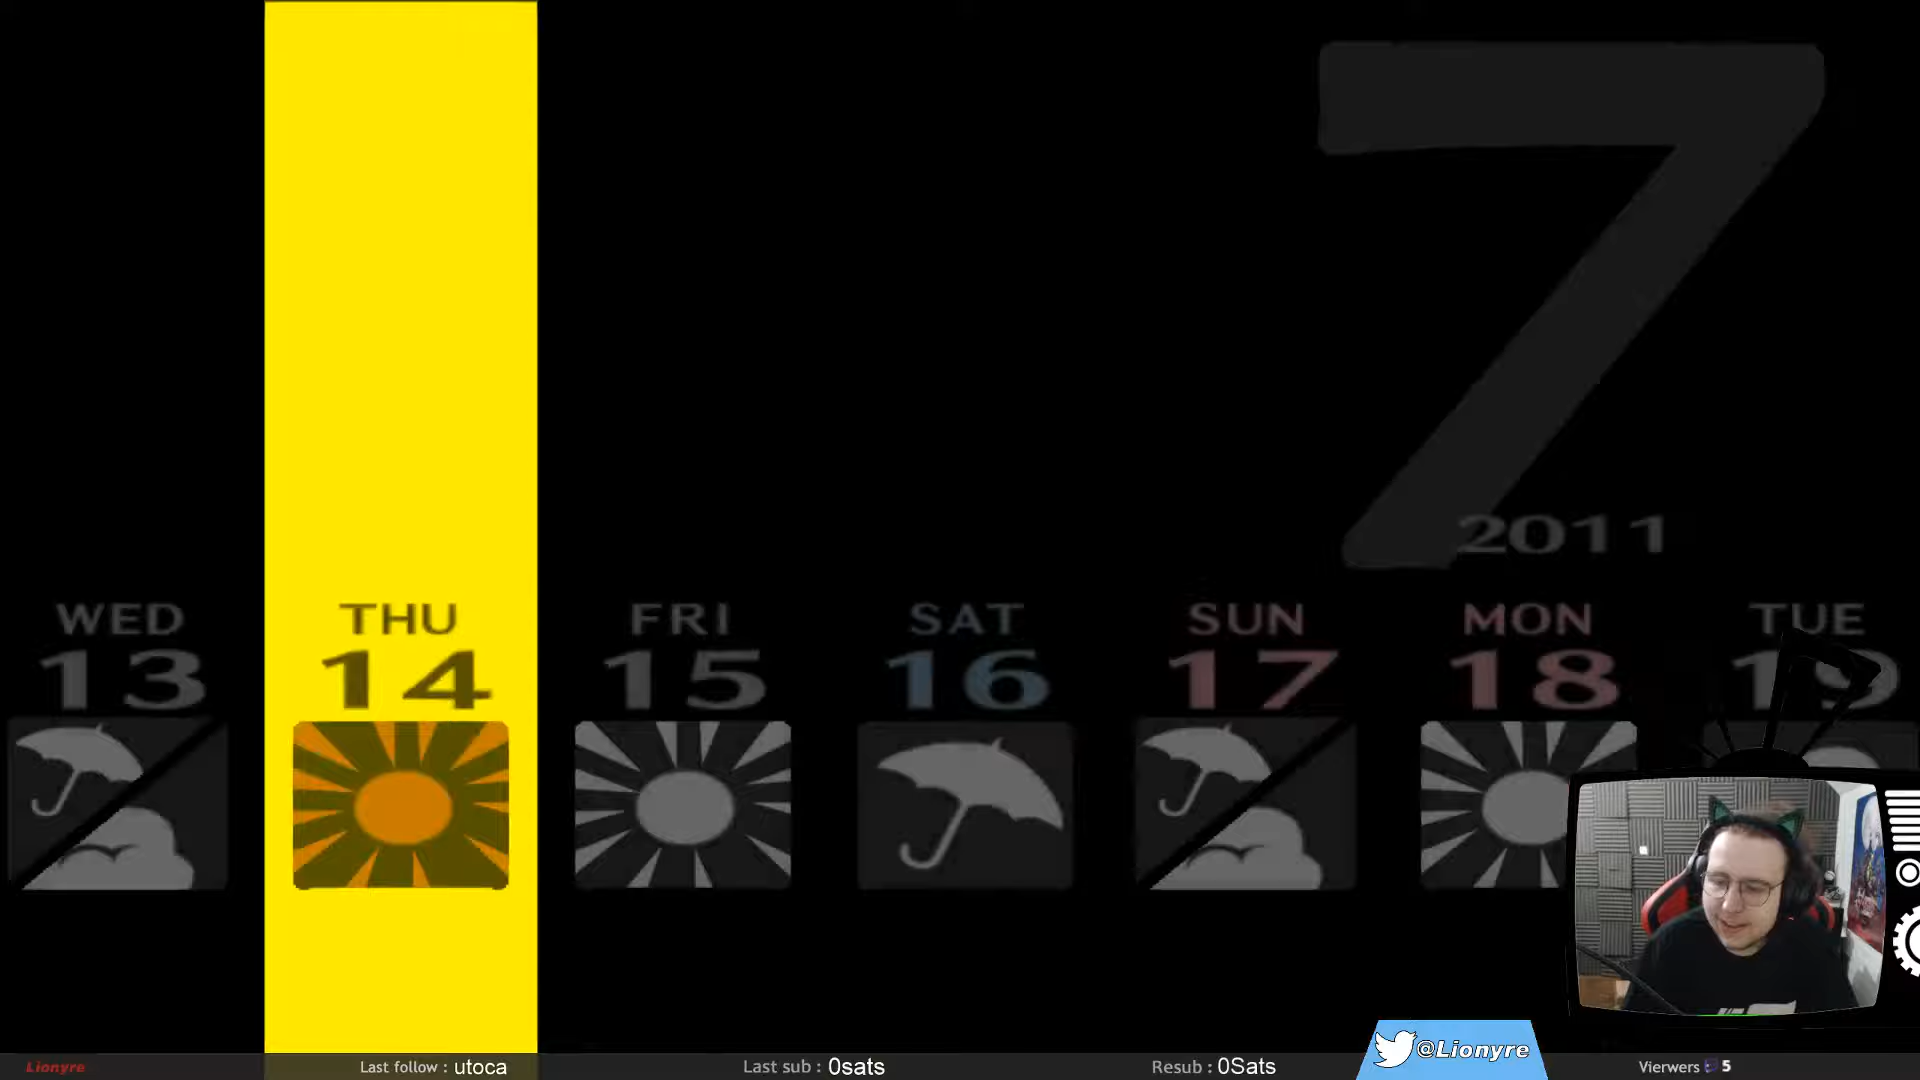 7
2011
WED THU FRI SAT SUN MON TUE
13 14 15 16 17 18 19
@Lionyre
Lionyre Last follow : utoca Last sub : 0sats Resub : 0Sats Vierwers 5